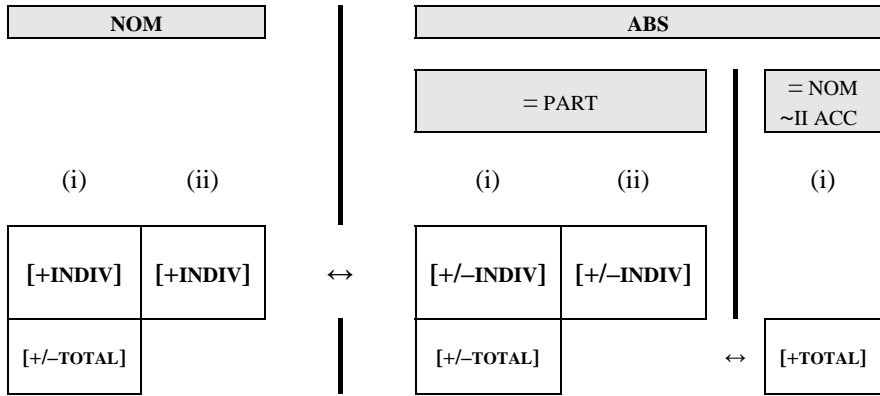 NOM ABS
= PART = NOM
~II ACC
(i) (ii) (i) (ii) (i)
[+INDIV] [+INDIV] ↔ [+/–INDIV] [+/–INDIV]
[+/–TOTAL] [+/–TOTAL] ↔ [+TOTAL]